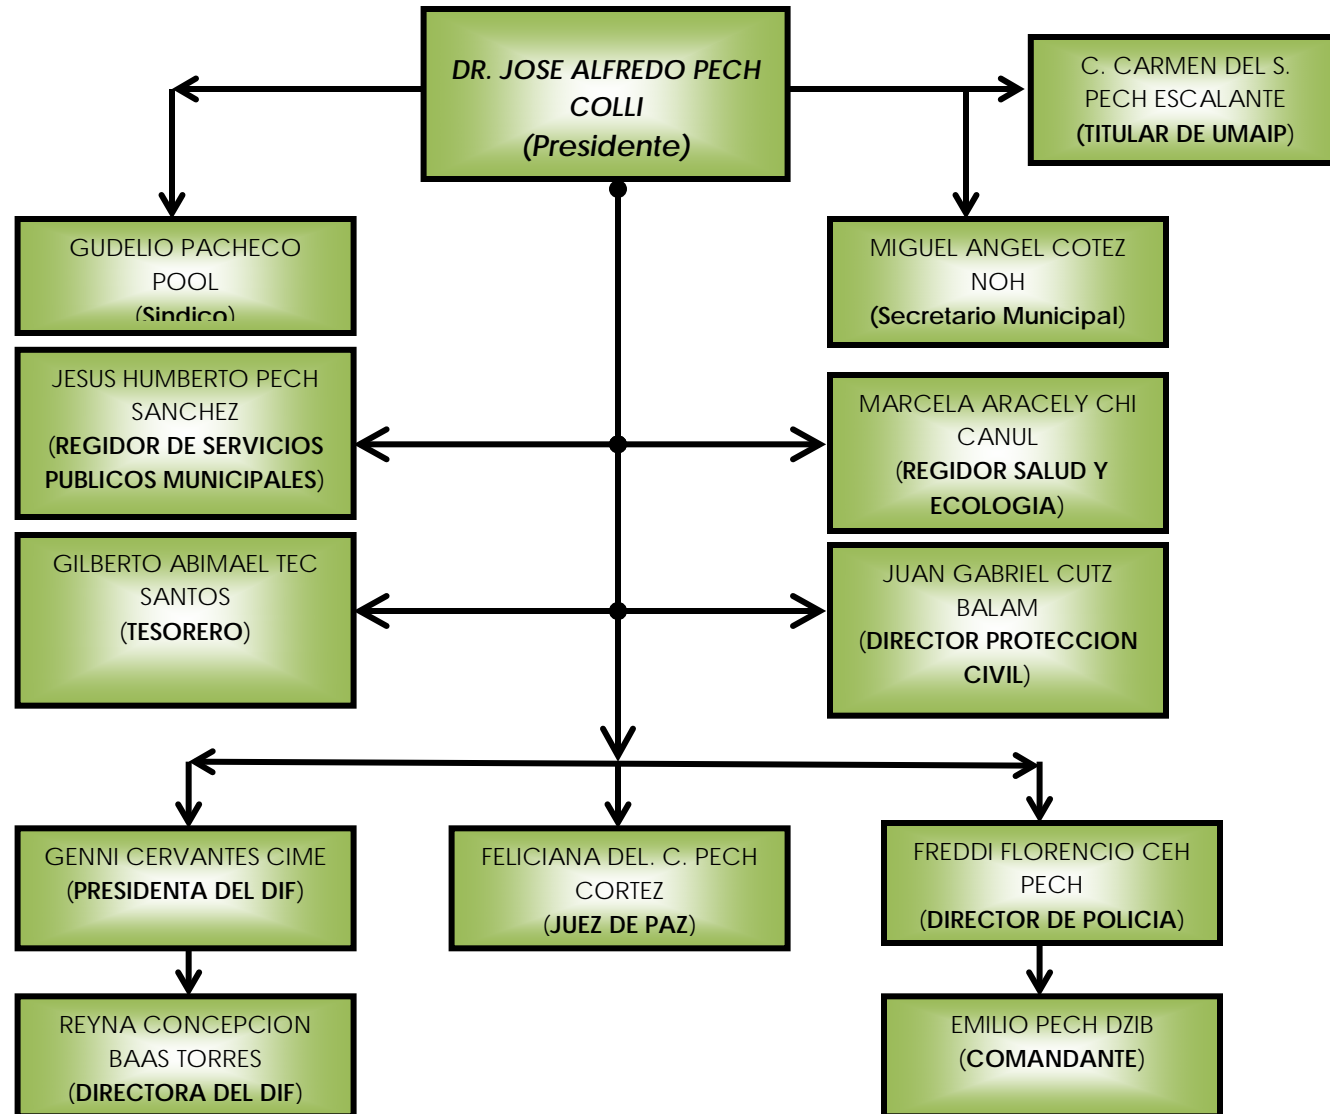 DR. JOSE ALFREDO PECH
COLLI
(Presidente)
C. CARMEN DEL S.
PECH ESCALANTE
(TITULAR DE UMAIP)
GUDELIO PACHECO
POOL
(Sindico)
MIGUEL ANGEL COTEZ
NOH
(Secretario Municipal)
JESUS HUMBERTO PECH
SANCHEZ
(REGIDOR DE SERVICIOS
PUBLICOS MUNICIPALES)
MARCELA ARACELY CHI
CANUL
(REGIDOR SALUD Y
ECOLOGIA)
GILBERTO ABIMAEL TEC
SANTOS
(TESORERO)
JUAN GABRIEL CUTZ
BALAM
(DIRECTOR PROTECCION
CIVIL)
GENNI CERVANTES CIME
(PRESIDENTA DEL DIF)
FELICIANA DEL. C. PECH
CORTEZ
(JUEZ DE PAZ)
FREDDI FLORENCIO CEH
PECH
(DIRECTOR DE POLICIA)
REYNA CONCEPCION
BAAS TORRES
(DIRECTORA DEL DIF)
EMILIO PECH DZIB
(COMANDANTE)